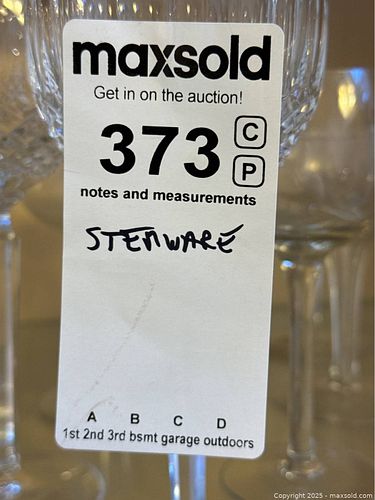 maxsold
Get in on the auction!
373 C
P
notes and measurements
STEMWARE
A B C D
1st 2nd 3rd bsmt garage outdoors
Copyright 2025 - maxsold.com